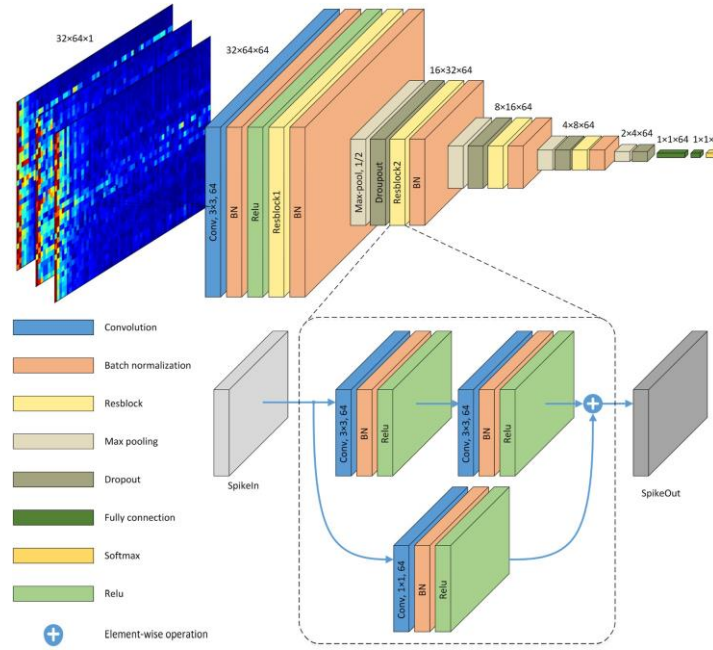 32×64×1
32×64×64
16×32×64
8×16×64
4×8×64
2×4×64
1×1×64
1×1×
Conv, 3×3, 64
BN
Relu
Resblock1
BN
Max-pool, 1/2
Droupout
Resblock2
BN
Convolution
Batch normalization
Resblock
Max pooling
Dropout
Fully connection
Softmax
Relu
Element-wise operation
SpikeIn
Conv, 3×3, 64
BN
Relu
Conv, 3×3, 64
BN
Relu
Conv, 1×1, 64
BN
Relu
SpikeOut